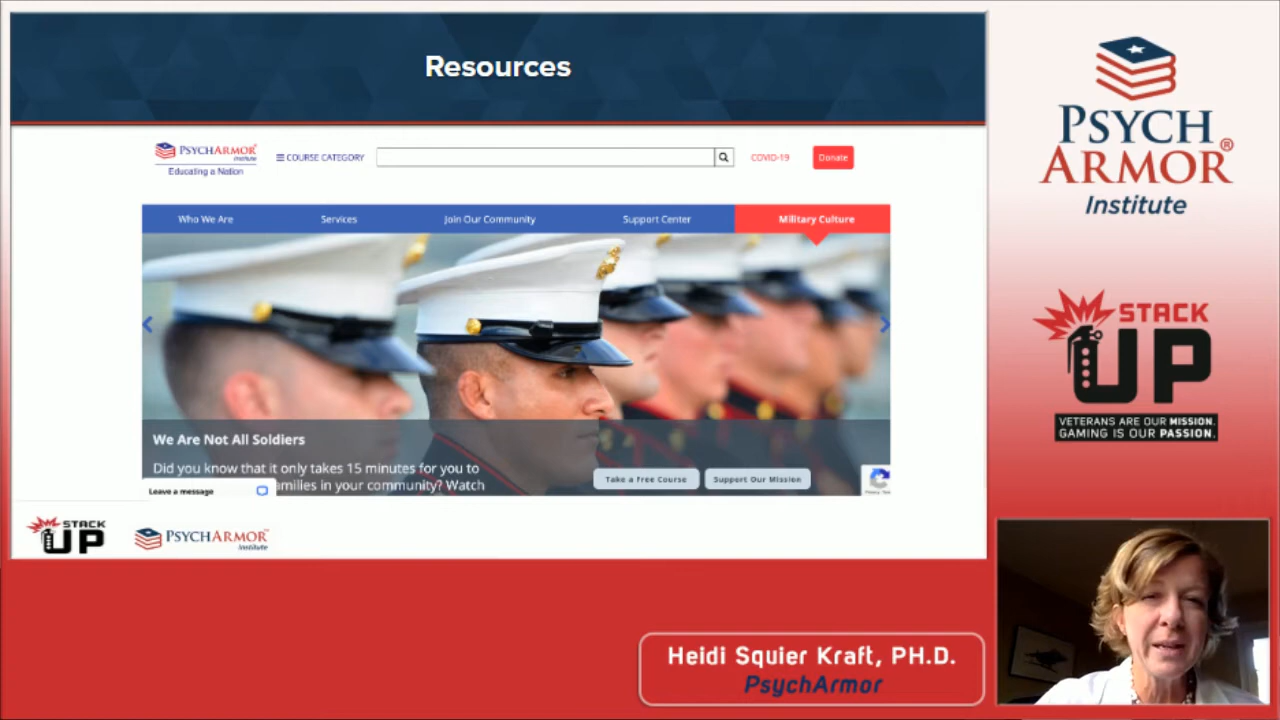 Resources
PSYCHARMOR
Institute
Educating a Nation
COURSE CATEGORY
COVID-19
Donate
Who We Are
Services
Join Our Community
Support Center
Military Culture
We Are Not All Soldiers
Did you know that it only takes 15 minutes for you to
amilies in your community? Watch
Leave a message
Take a Free Course
Support Our Mission
STACK
UP
PSYCHARMOR
Institute
PSYCH
ARMOR®
Institute
STACK
UP
VETERANS ARE OUR MISSION.
GAMING IS OUR PASSION.
Heidi Squier Kraft, PH.D.
PsychArmor